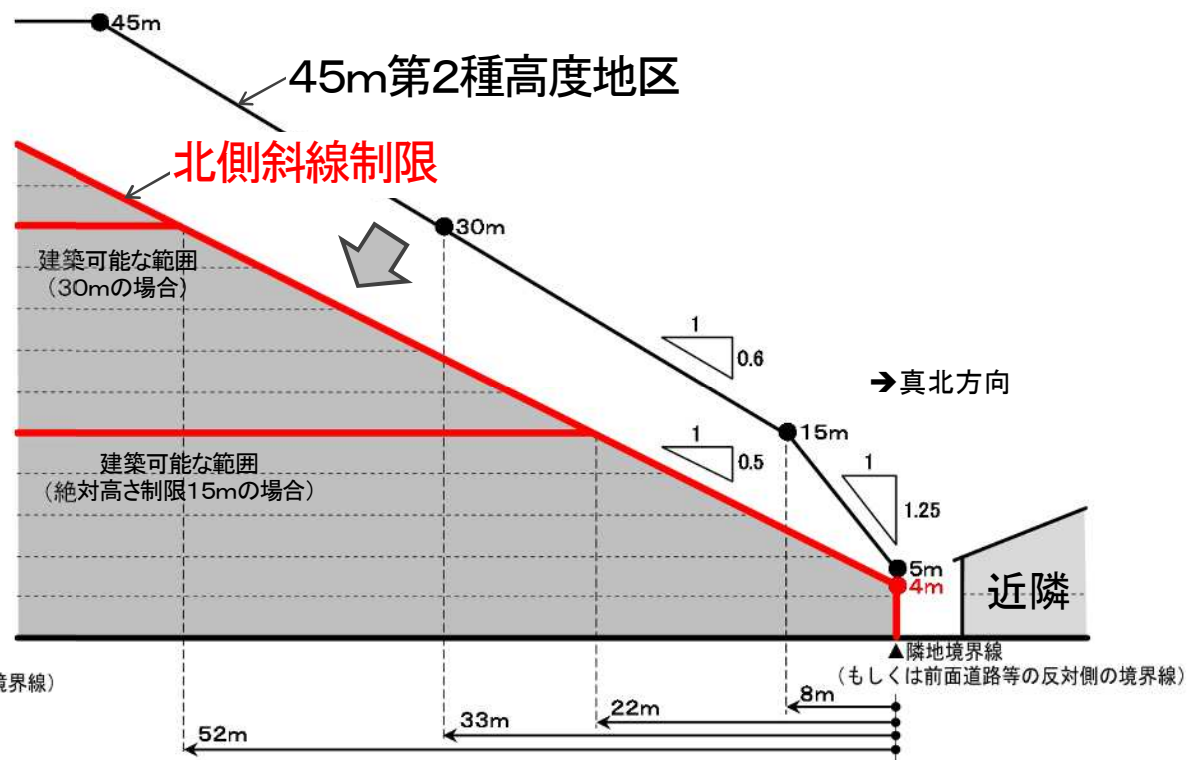 45m
45m第2種高度地区
北側斜線制限
30m
建築可能な範囲
（30mの場合）
1
0.6
➔真北方向
15m
1
0.5
建築可能な範囲
（絶対高さ制限15mの場合）
1
1.25
5m
4m
近隣
▲隣地境界線
（もしくは前面道路等の反対側の境界線）
境界線）
8m
22m
33m
52m